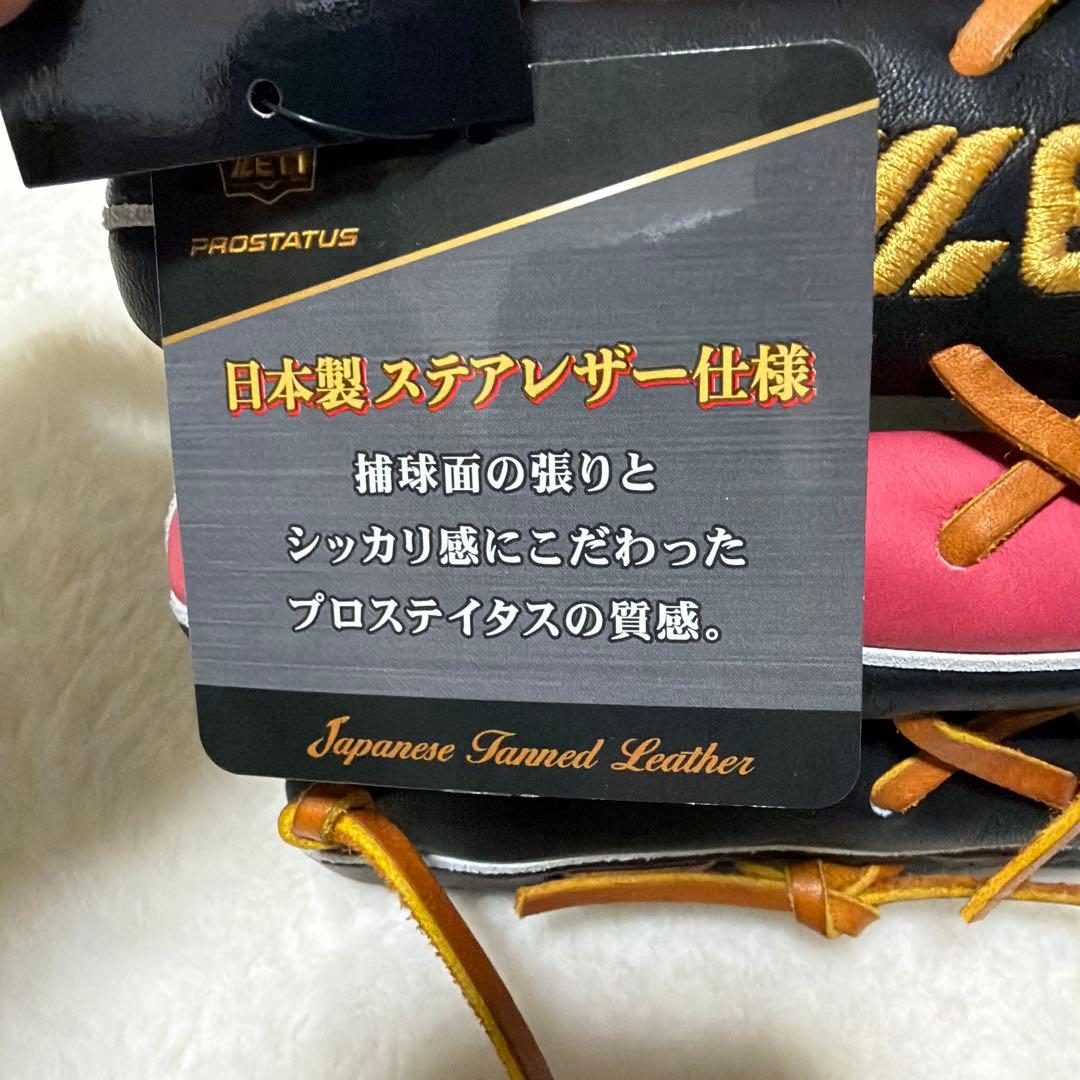 ZETT
PROSTATUS
日本製 ステアレザー仕様
捕球面の張りと
シッカリ感にこだわった
プロステイタスの質感。
Japanese Tanned Leather